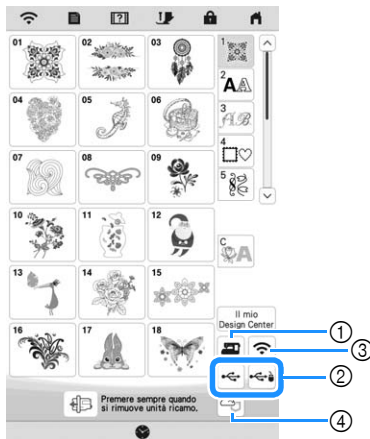 01 02 03 1
2 AA
04 05 06 3 AB
4
07 08 09 5
10 11 12
C A
13 14 15
Il mio
Design Center
16 17 18
①
③
②
Premere sempre quando
si rimuove unità ricamo.
④